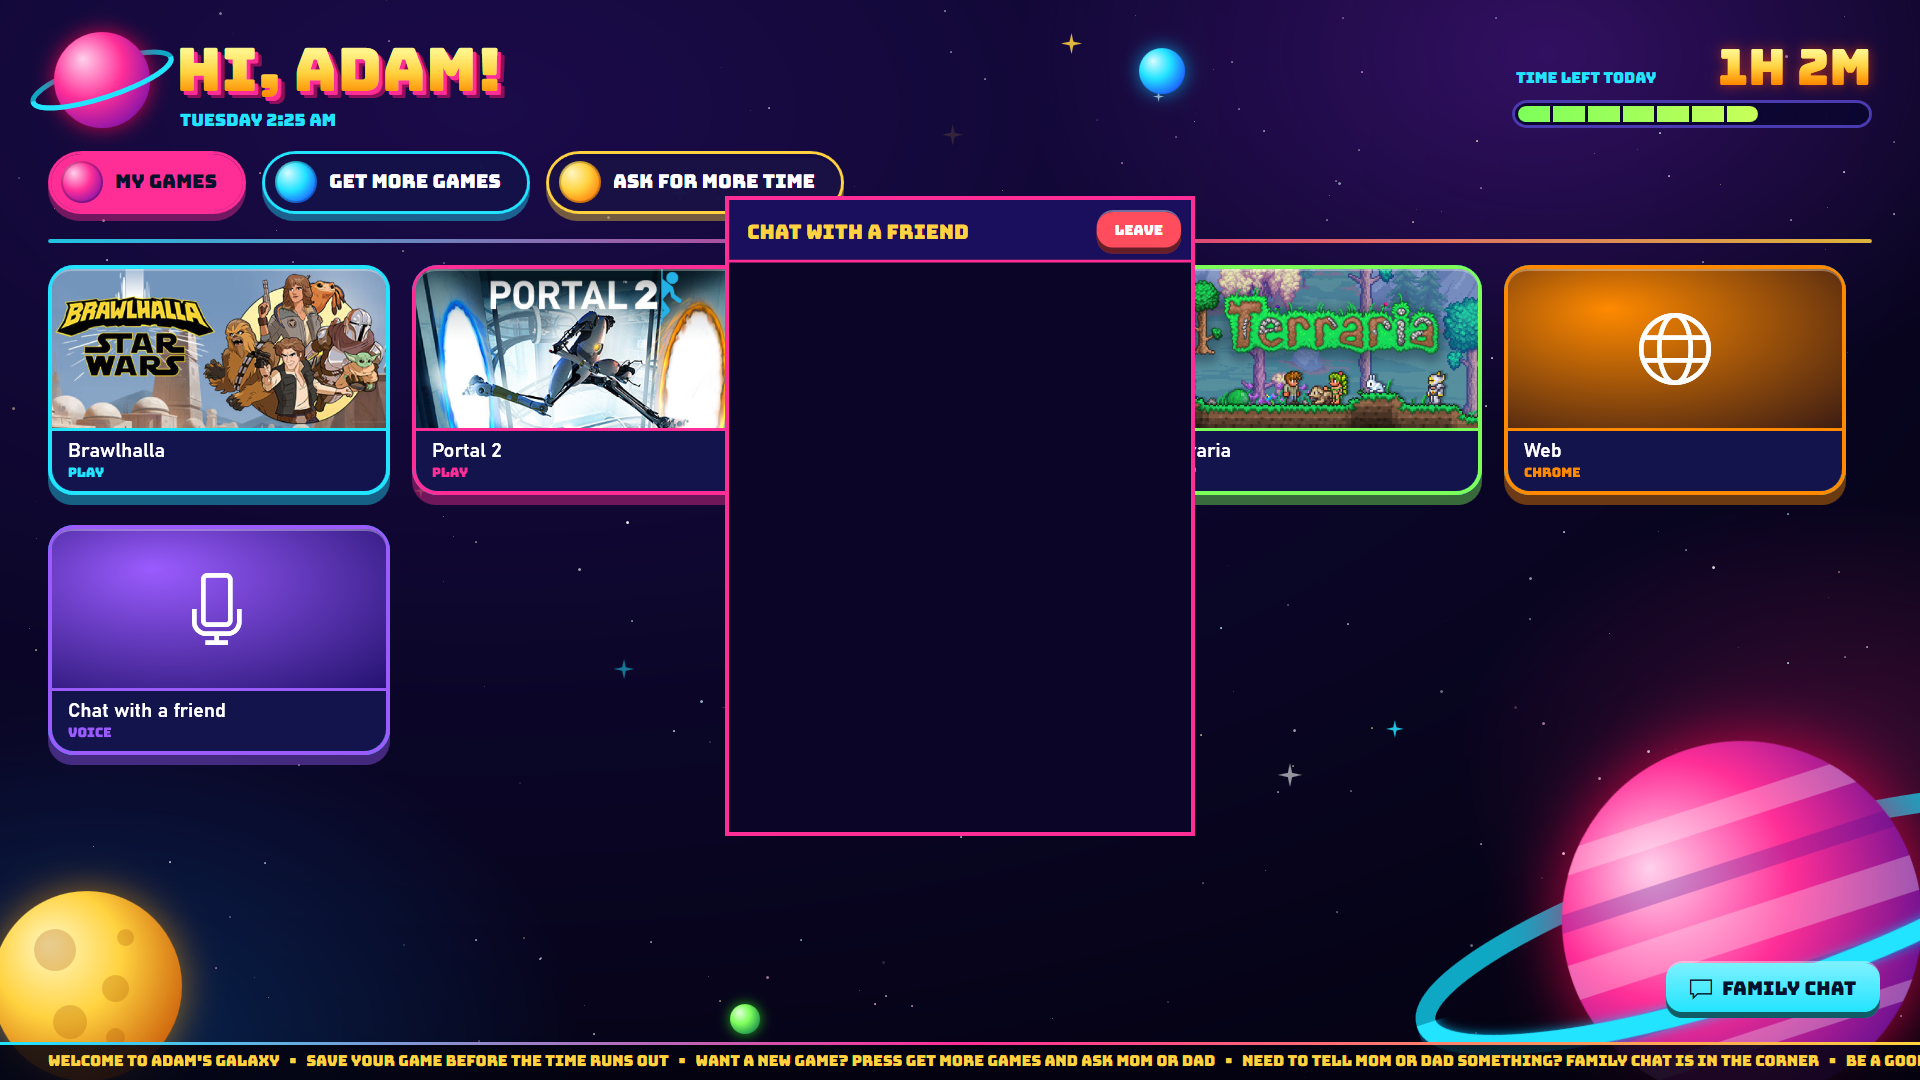 HI, ADAM!
TUESDAY 2:25 AM
TIME LEFT TODAY
1H 2M
MY GAMES
GET MORE GAMES
ASK FOR MORE TIME
CHAT WITH A FRIEND
LEAVE
BRAWLHALLA
STAR
WARS
PORTAL 2
Terraria
Brawlhalla
PLAY
Portal 2
PLAY
raria
Web
CHROME
Chat with a friend
VOICE
FAMILY CHAT
WELCOME TO ADAM'S GALAXY ▪ SAVE YOUR GAME BEFORE THE TIME RUNS OUT ▪ WANT A NEW GAME? PRESS GET MORE GAMES AND ASK MOM OR DAD ▪ NEED TO TELL MOM OR DAD SOMETHING? FAMILY CHAT IS IN THE CORNER ▪ BE A GOO